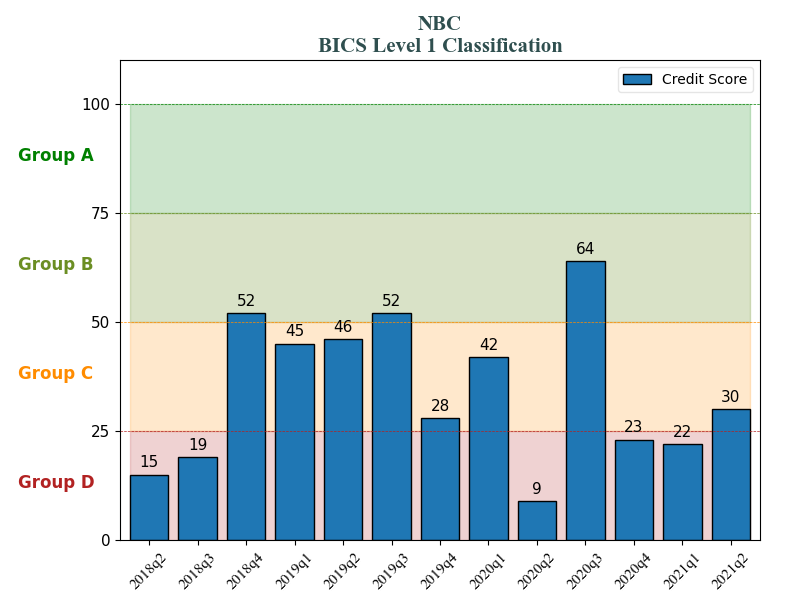 NBC
BICS Level 1 Classification
Credit Score
100
Group A
75
Group B
64
52
52
50
46
45
42
Group C
30
28
25
23
22
19
15
Group D
9
0
2018q2
2018q3
2018q4
2019q1
2019q2
2019q3
2019q4
2020q1
2020q2
2020q3
2020q4
2021q1
2021q2